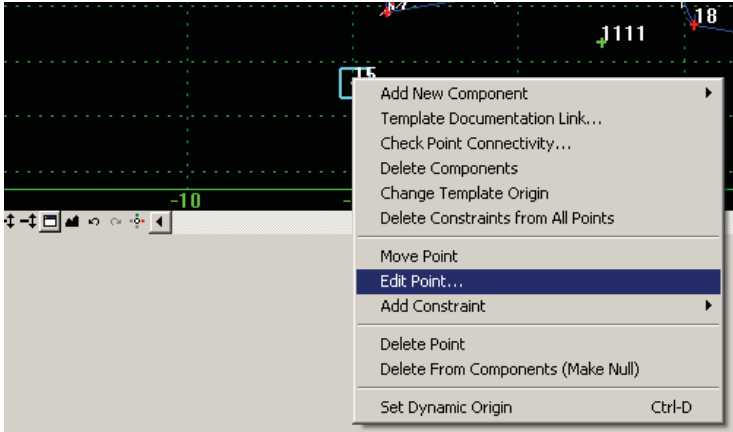 18
1111
15
-10
Add New Component
Template Documentation Link...
Check Point Connectivity...
Delete Components
Change Template Origin
Delete Constraints from All Points
Move Point
Edit Point...
Add Constraint
Delete Point
Delete From Components (Make Null)
Set Dynamic Origin Ctrl-D